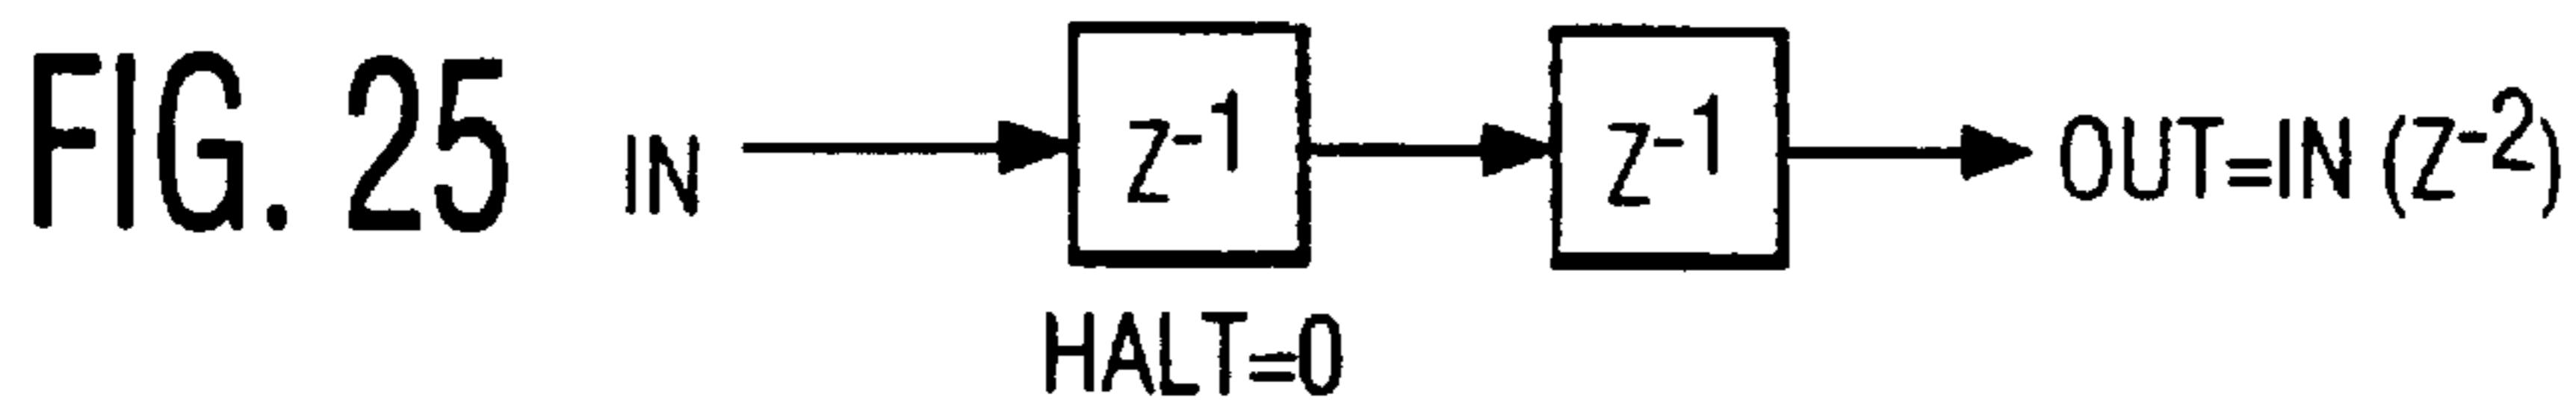 FIG. 25
IN
Z⁻¹
Z⁻¹
OUT=IN (Z⁻²)
HALT=0